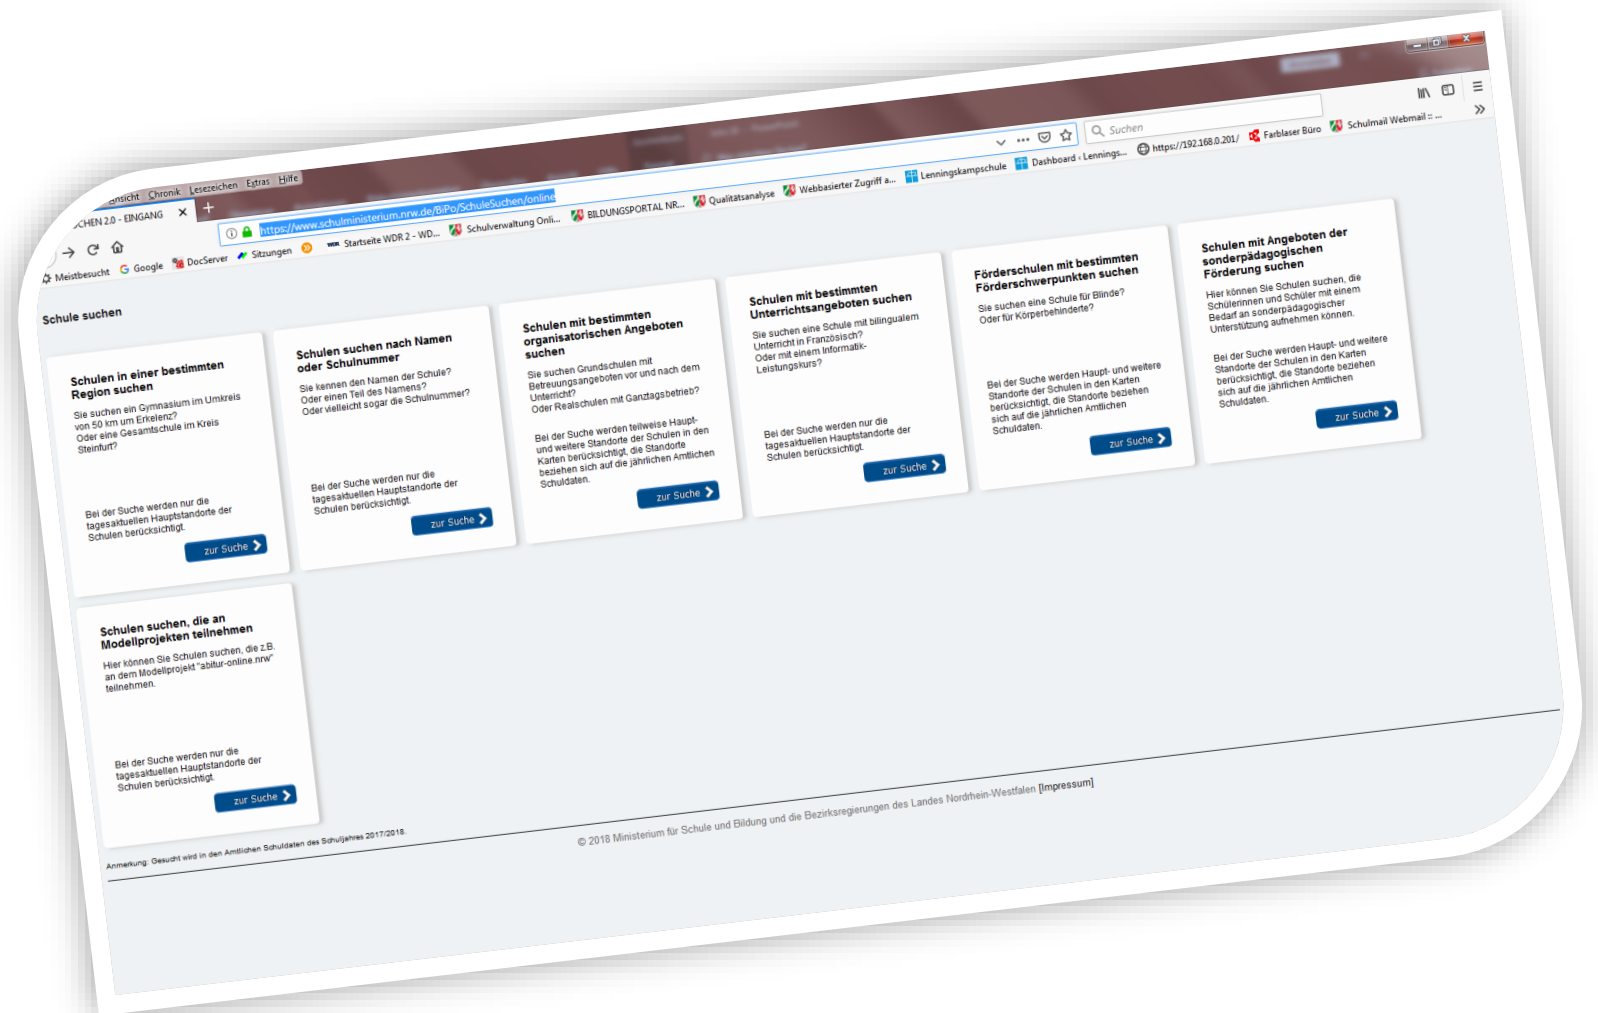 Ansicht Chronik Lesezeichen Extras Hilfe
CHEN 2.0 - EINGANG
https://www.schulministerium.nrw.de/BiPo/SchuleSuchen/online
Suchen
Meistbesucht Google DocServer Sitzungen Startseite WDR 2 - WD... Schulverwaltung Onli... BILDUNGSPORTAL NR... Qualitätsanalyse Webbasierter Zugriff a... Lenningskampschule Dashboard ‹ Lennings... https://192.168.0.201/ Farblaser Büro Schulmail Webmail :: ...
Schule suchen
Schulen in einer bestimmten
Region suchen
Sie suchen ein Gymnasium im Umkreis
von 50 km um Erkelenz?
Oder eine Gesamtschule im Kreis
Steinfurt?
Bei der Suche werden nur die
tagesaktuellen Hauptstandorte der
Schulen berücksichtigt.
zur Suche
Schulen suchen nach Namen
oder Schulnummer
Sie kennen den Namen der Schule?
Oder einen Teil des Namens?
Oder vielleicht sogar die Schulnummer?
Bei der Suche werden nur die
tagesaktuellen Hauptstandorte der
Schulen berücksichtigt.
zur Suche
Schulen mit bestimmten
organisatorischen Angeboten
suchen
Sie suchen Grundschulen mit
Betreuungsangeboten vor und nach dem
Unterricht?
Oder Realschulen mit Ganztagsbetrieb?
Bei der Suche werden teilweise Haupt-
und weitere Standorte der Schulen in den
Karten berücksichtigt, die Standorte
beziehen sich auf die jährlichen Amtlichen
Schuldaten.
zur Suche
Schulen mit bestimmten
Unterrichtsangeboten suchen
Sie suchen eine Schule mit bilingualem
Unterricht in Französisch?
Oder mit einem Informatik-
Leistungskurs?
Bei der Suche werden nur die
tagesaktuellen Hauptstandorte der
Schulen berücksichtigt.
zur Suche
Förderschulen mit bestimmten
Förderschwerpunkten suchen
Sie suchen eine Schule für Blinde?
Oder für Körperbehinderte?
Bei der Suche werden Haupt- und weitere
Standorte der Schulen in den Karten
berücksichtigt, die Standorte beziehen
sich auf die jährlichen Amtlichen
Schuldaten.
zur Suche
Schulen mit Angeboten der
sonderpädagogischen
Förderung suchen
Hier können Sie Schulen suchen, die
Schülerinnen und Schüler mit einem
Bedarf an sonderpädagogischer
Unterstützung aufnehmen können.
Bei der Suche werden Haupt- und weitere
Standorte der Schulen in den Karten
berücksichtigt, die Standorte beziehen
sich auf die jährlichen Amtlichen
Schuldaten.
zur Suche
Schulen suchen, die an
Modellprojekten teilnehmen
Hier können Sie Schulen suchen, die z.B.
an dem Modellprojekt "abitur-online.nrw"
teilnehmen.
Bei der Suche werden nur die
tagesaktuellen Hauptstandorte der
Schulen berücksichtigt.
zur Suche
Anmerkung: Gesucht wird in den Amtlichen Schuldaten des Schuljahres 2017/2018.
© 2018 Ministerium für Schule und Bildung und die Bezirksregierungen des Landes Nordrhein-Westfalen [Impressum]